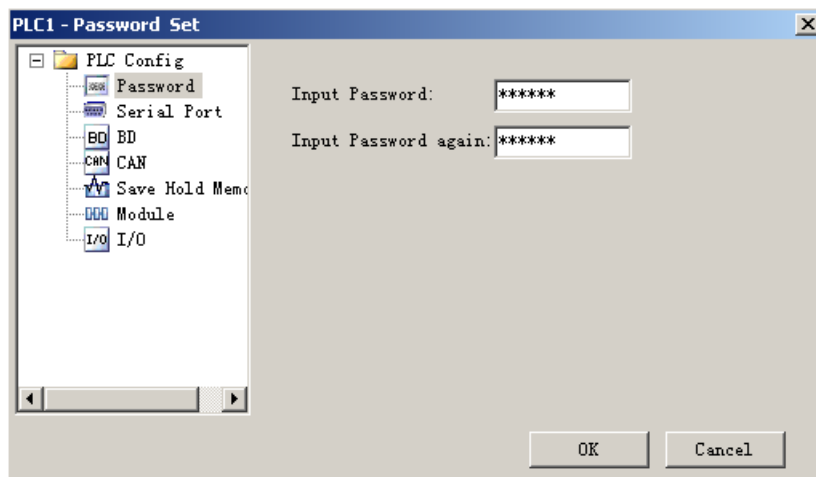 PLC1 - Password Set
PLC Config
Password
Serial Port
BD BD
CAN CAN
Save Hold Memo
Module
I/O I/O
Input Password: ******
Input Password again: ******
OK Cancel